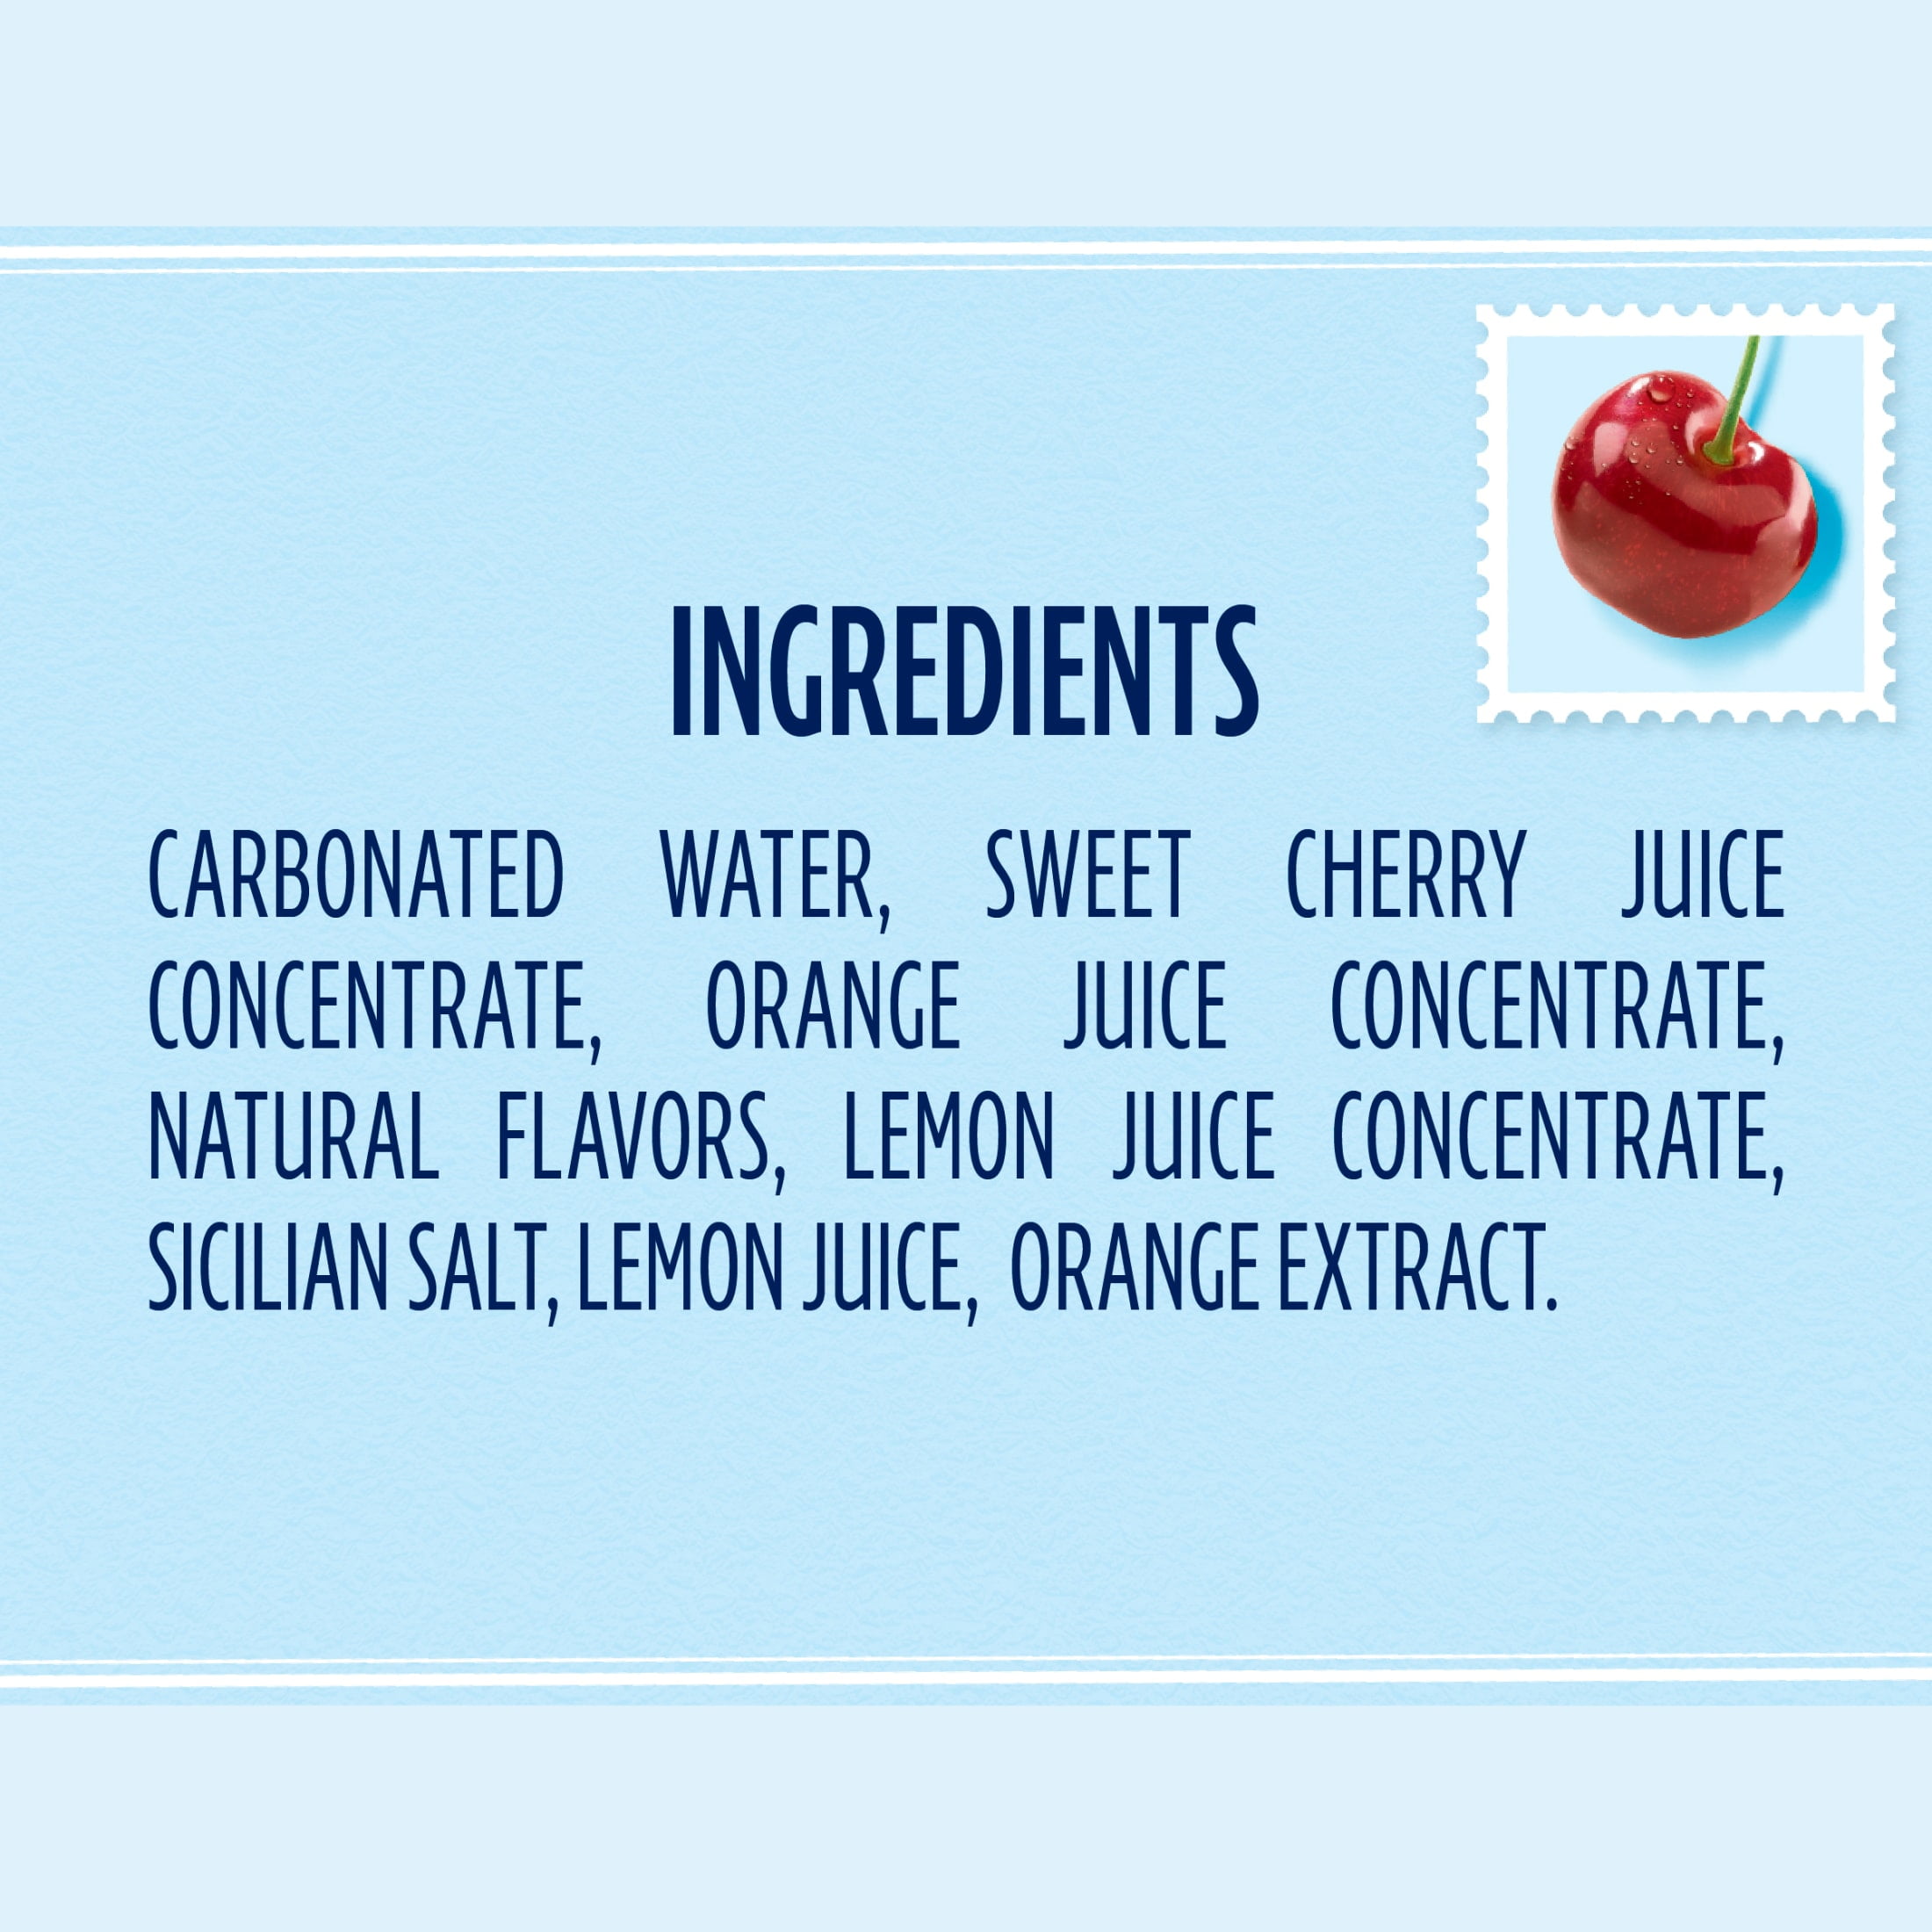 INGREDIENTS
CARBONATED WATER, SWEET CHERRY JUICE
CONCENTRATE, ORANGE JUICE CONCENTRATE,
NATURAL FLAVORS, LEMON JUICE CONCENTRATE,
SICILIAN SALT, LEMON JUICE, ORANGE EXTRACT.